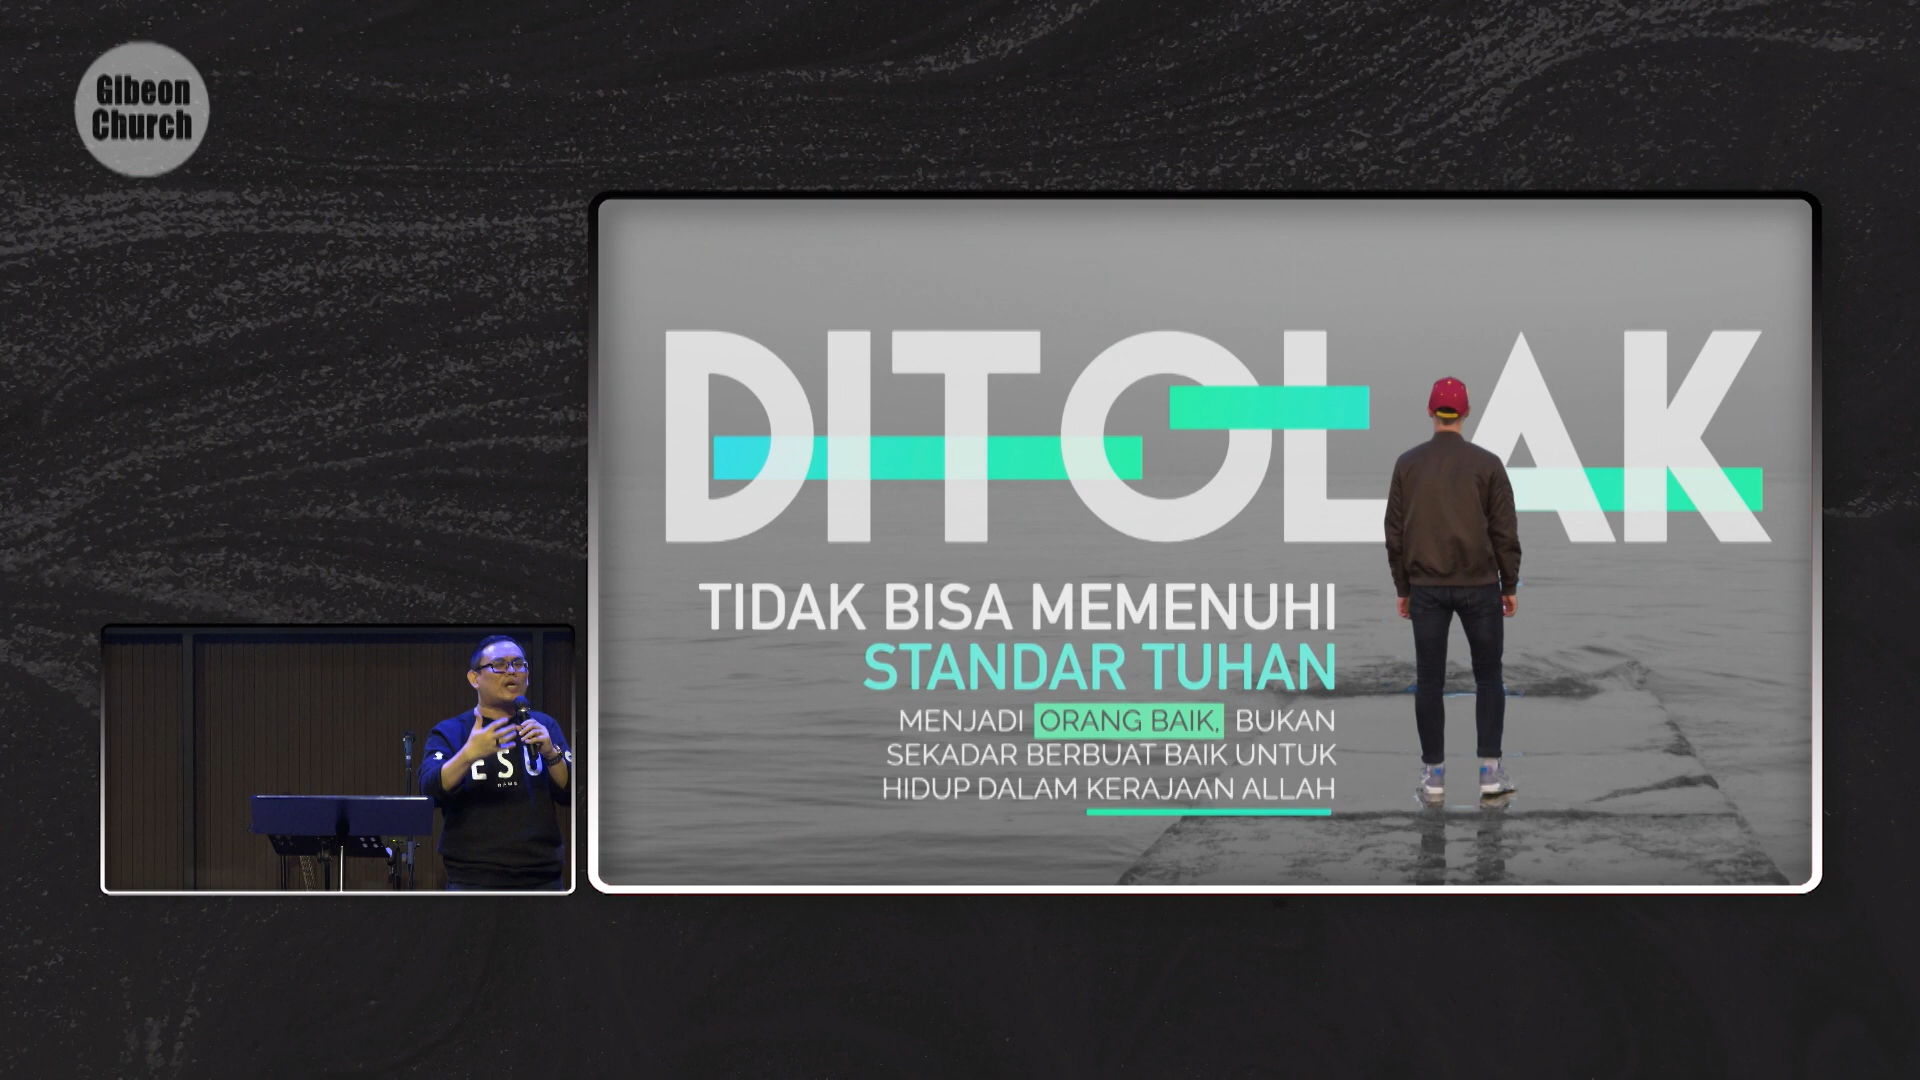 Gibeon
Church
DITOLAK
TIDAK BISA MEMENUHI
STANDAR TUHAN
MENJADI ORANG BAIK, BUKAN
SEKADAR BERBUAT BAIK UNTUK
HIDUP DALAM KERAJAAN ALLAH
ESU